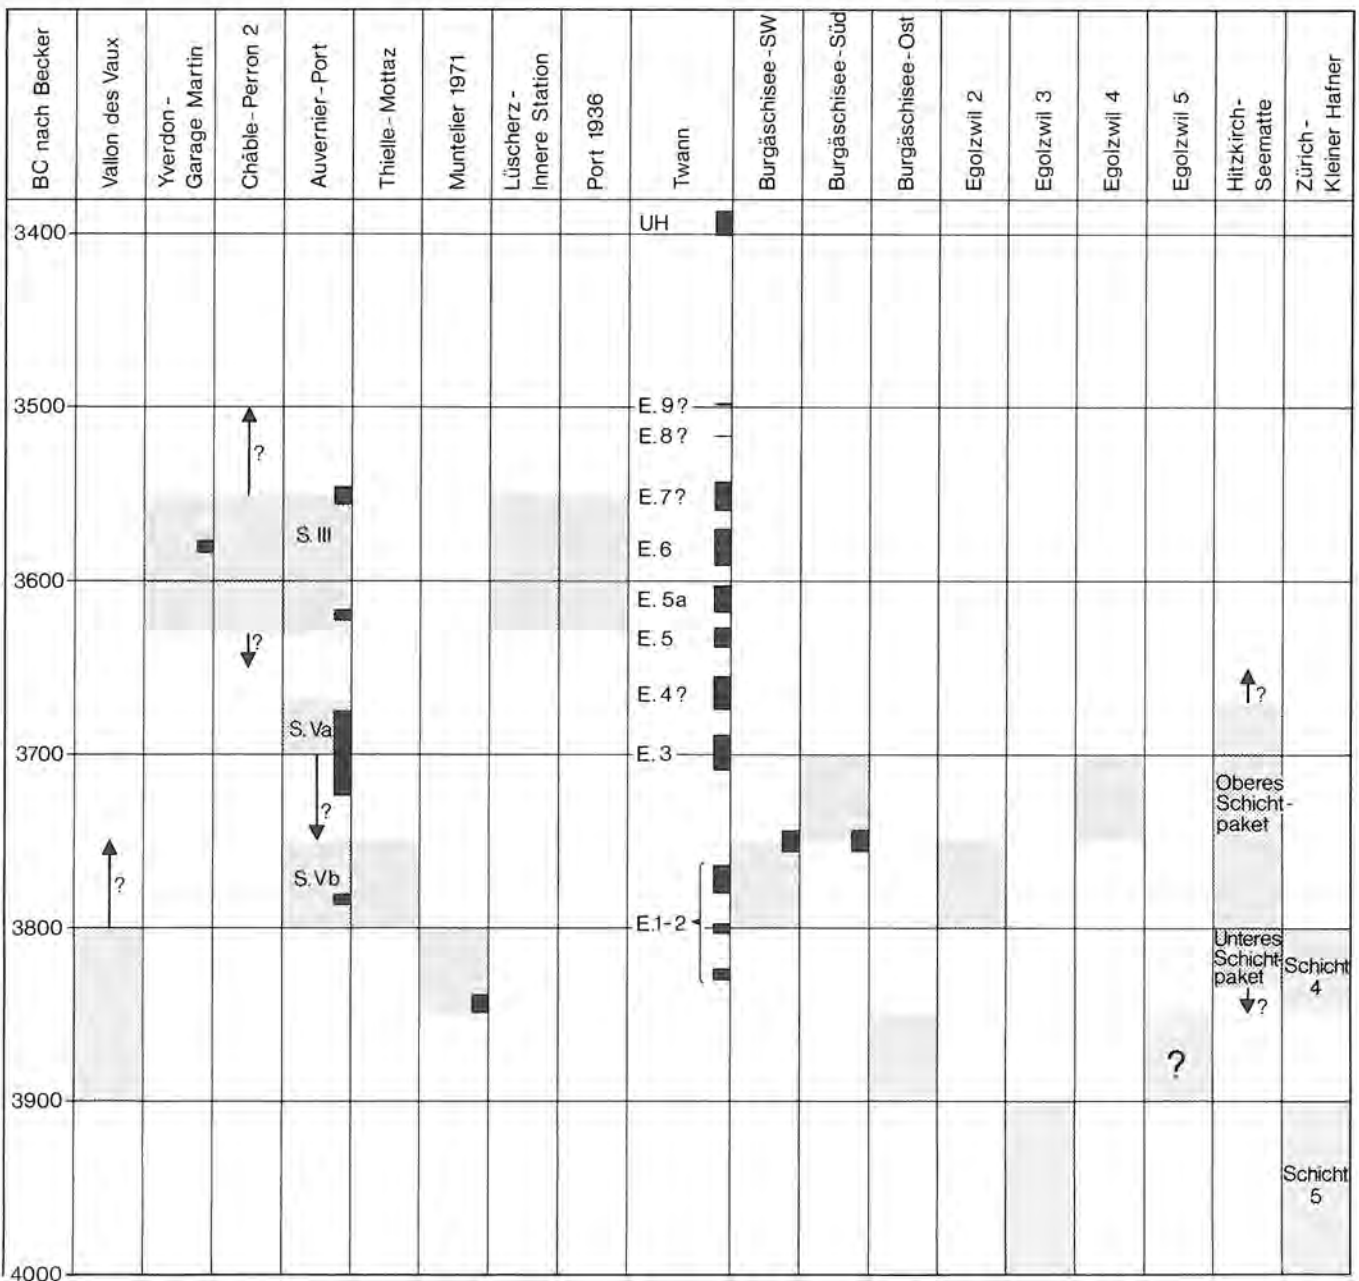 BC nach Becker
Vallon des Vaux
Yverdon-
Garage Martin
Châble-Perron 2
Auvernier-Port
Thielle-Mottaz
Muntelier 1971
Lüscherz-
Innere Station
Port 1936
Twann
Burgäschisee-SW
Burgäschisee-Süd
Burgäschisee-Ost
Egolzwil 2
Egolzwil 3
Egolzwil 4
Egolzwil 5
Hitzkirch-
Seematte
Zürich-
Kleiner Hafner
UH
3400
3500
E.9?
E.8?
?
E.7?
S. III
E.6
3600
E.5a
E.5
?
E.4?
?
S. Va
3700
E.3
Oberes
Schicht-
paket
?
?
S. Vb
E.1-2
3800
Unteres
Schicht-
paket
Schicht
4
?
?
3900
Schicht
5
4000